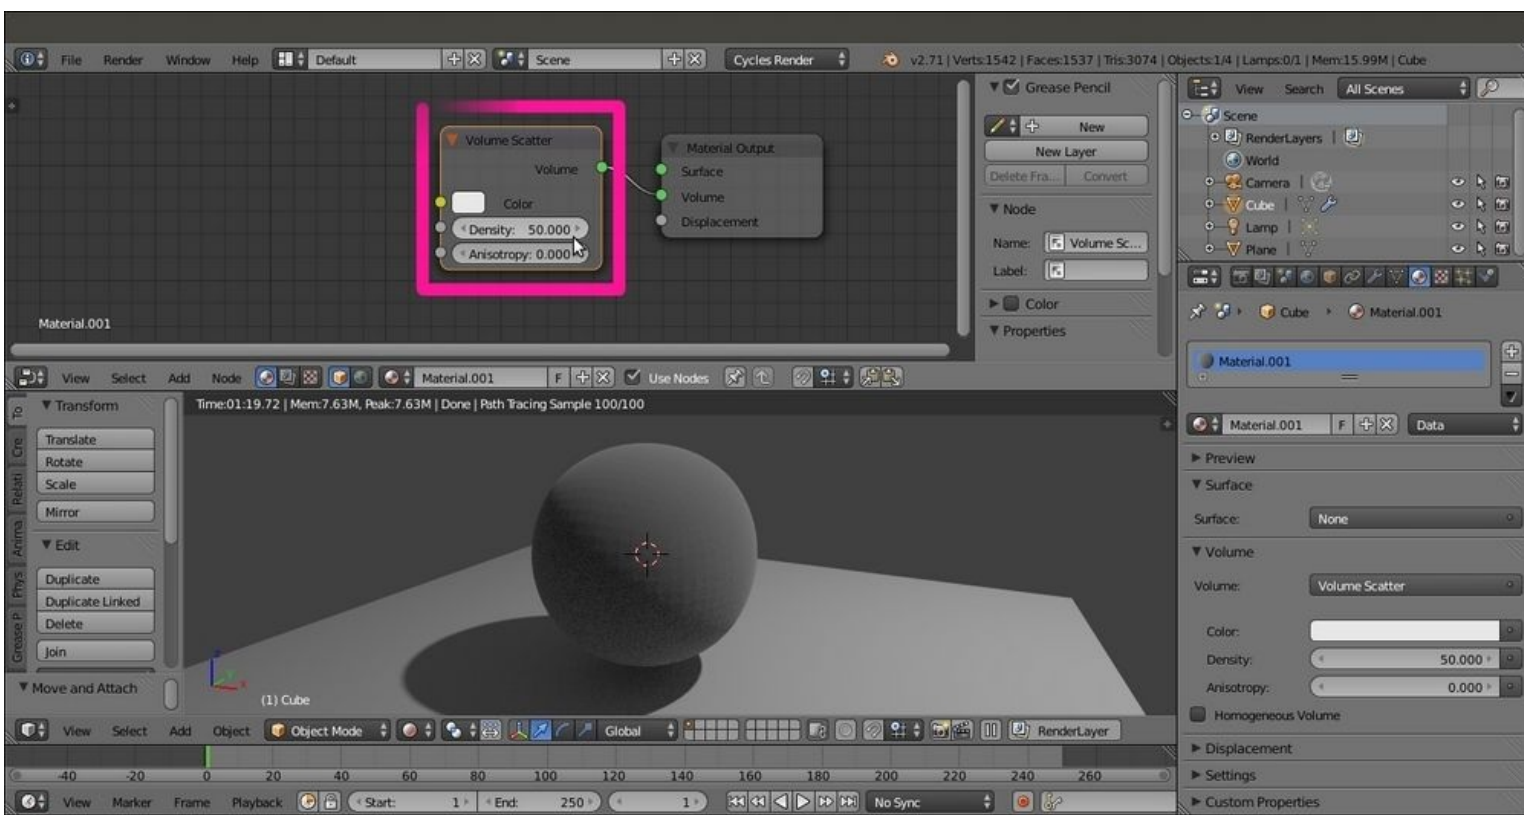 File Render Window Help Default Scene Cycles Render v2.71 | Verts:1542 | Faces:1537 | Tris:3074 | Objects:1/4 | Lamps:0/1 | Mem:15.99M | Cube
Volume Scatter
Volume
Color
Density: 50.000
Anisotropy: 0.000
Material Output
Surface
Volume
Displacement
Material.001
Grease Pencil
New
New Layer
Delete Fra... Convert
Node
Name: Volume Sc...
Label:
Color
Properties
View Search All Scenes
Scene
RenderLayers |
World
Camera |
Cube |
Lamp |
Plane |
Cube Material.001
Material.001
Material.001 F Data
Preview
Surface
Surface: None
Volume
Volume: Volume Scatter
Color:
Density: 50.000
Anisotropy: 0.000
Homogeneous Volume
Displacement
Settings
Custom Properties
View Select Add Node Material.001 F Use Nodes
To
Cre
Relati
Anima
Phys
Grease P
Transform
Translate
Rotate
Scale
Mirror
Edit
Duplicate
Duplicate Linked
Delete
Join
Move and Attach
Time:01:19.72 | Mem:7.63M, Peak:7.63M | Done | Path Tracing Sample 100/100
(1) Cube
View Select Add Object Object Mode Global RenderLayer
-40 -20 0 20 40 60 80 100 120 140 160 180 200 220 240 260
View Marker Frame Playback Start: 1 End: 250 1 No Sync